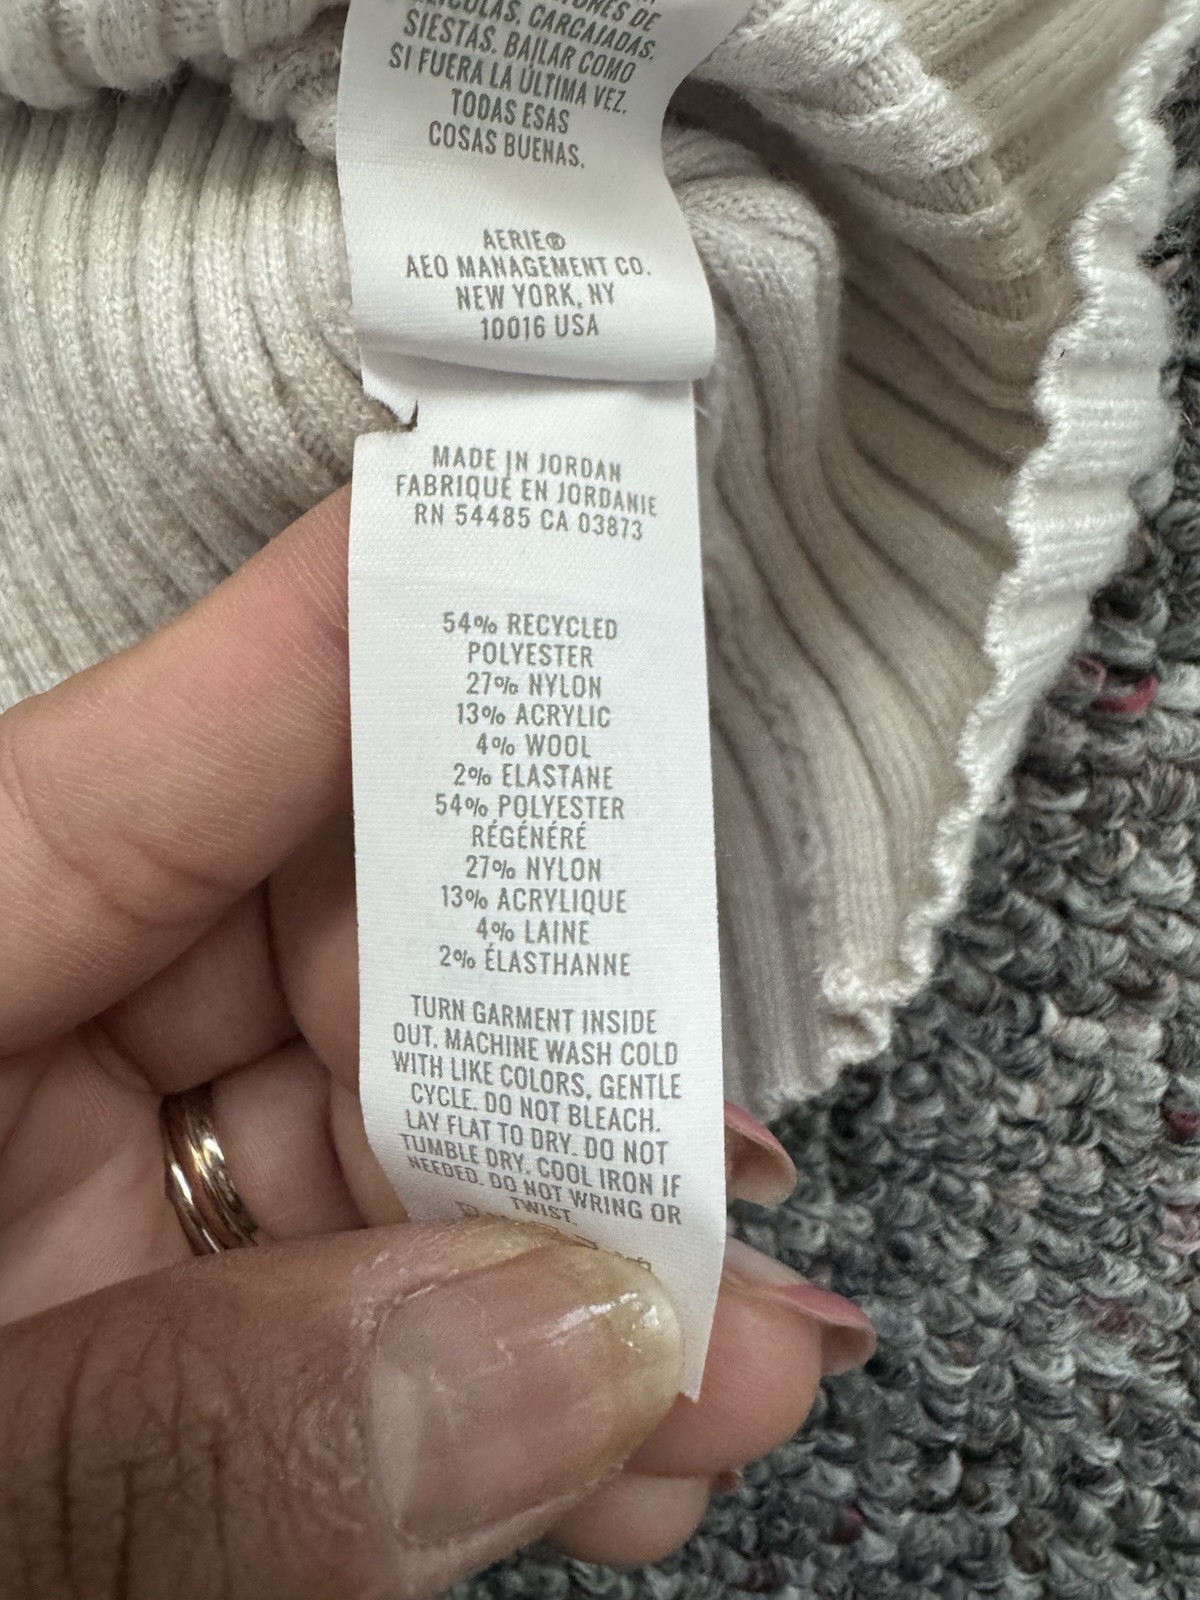 DE
SIESTAS. BAILAR COMO
SI FUERA LA ÚLTIMA VEZ.
TODAS ESAS
COSAS BUENAS.
AERIE®
AEO MANAGEMENT CO.
NEW YORK, NY
10016 USA
MADE IN JORDAN
FABRIQUÉ EN JORDANIE
RN 54485 CA 03873
54% RECYCLED
POLYESTER
27% NYLON
13% ACRYLIC
4% WOOL
2% ELASTANE
54% POLYESTER
RÉGÉNÉRÉ
27% NYLON
13% ACRYLIQUE
4% LAINE
2% ÉLASTHANNE
TURN GARMENT INSIDE
OUT. MACHINE WASH COLD
WITH LIKE COLORS, GENTLE
CYCLE. DO NOT BLEACH.
LAY FLAT TO DRY. DO NOT
TUMBLE DRY. COOL IRON IF
NEEDED. DO NOT WRING OR
TWIST.